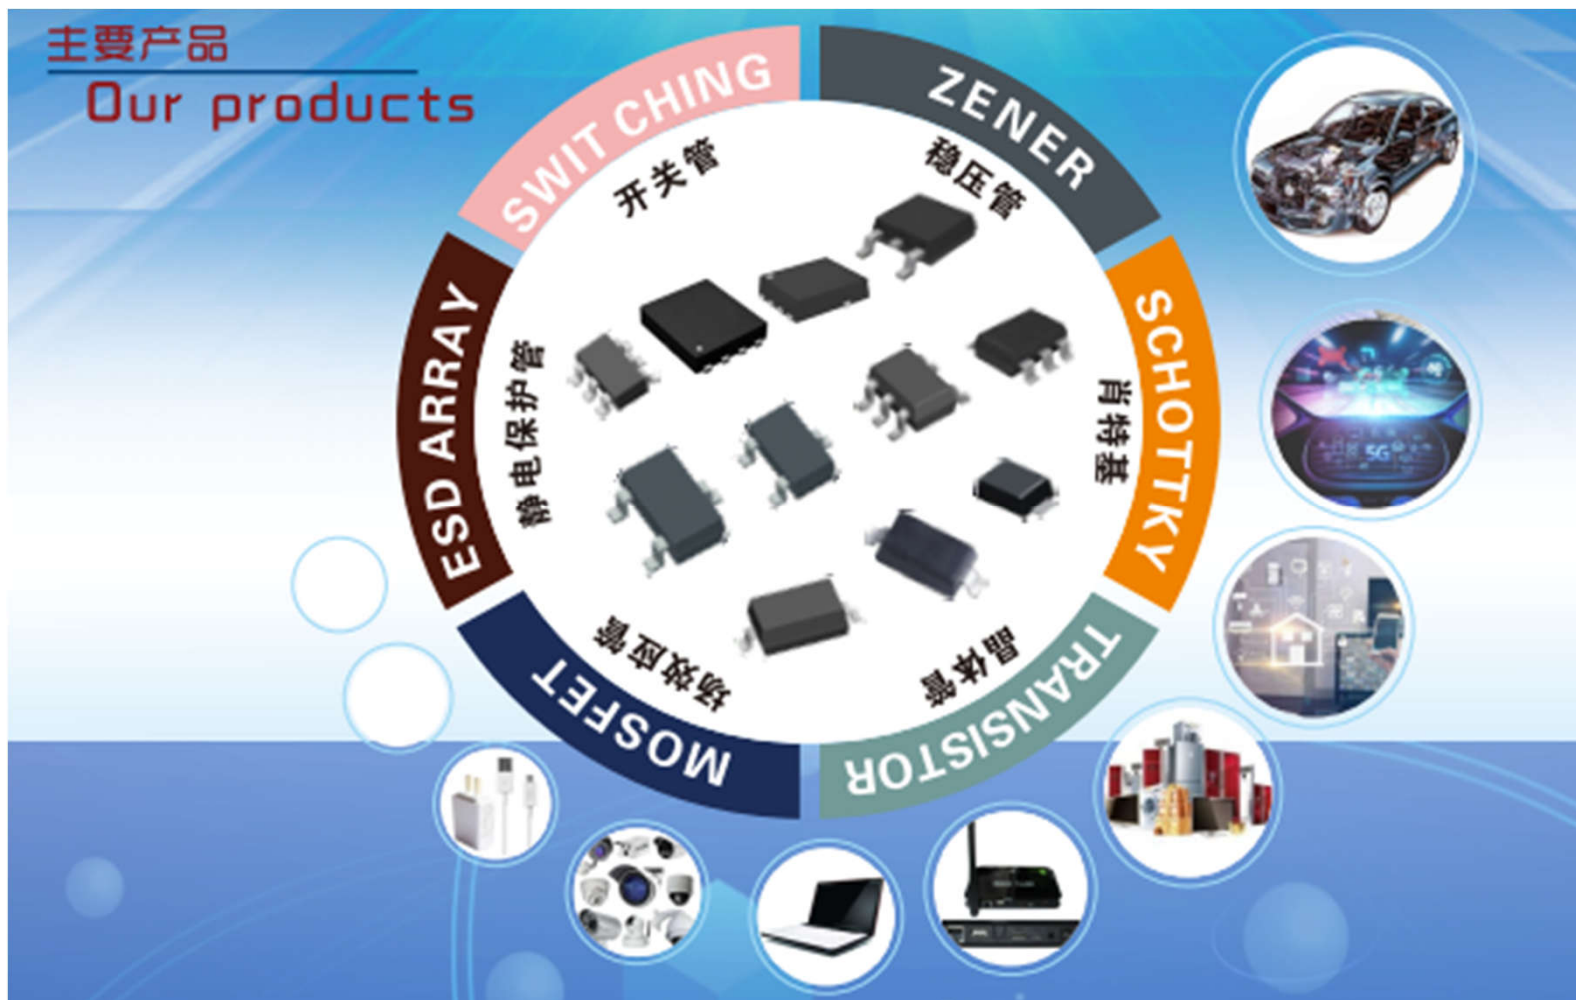 主要产品
Our products
SWIT CHING
开关管
ZENER
稳压管
SCHOTTKY
肖特基
TRANSISTOR
晶体管
MOSFET
场效应管
ESD ARRAY
静电保护管
5G